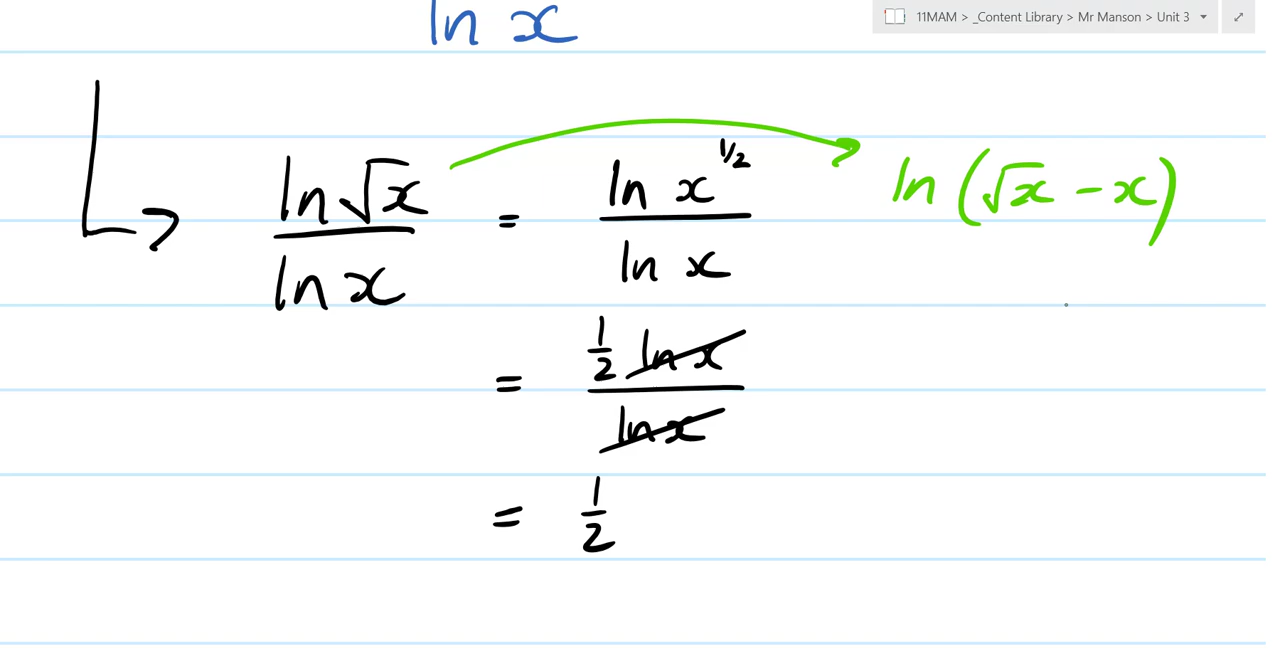 ln x
11MAM > _Content Library > Mr Manson > Unit 3
ln √x / ln x = ln x^1/2 / ln x
ln (√x - x)
= 1/2 ln x / ln x
= 1/2